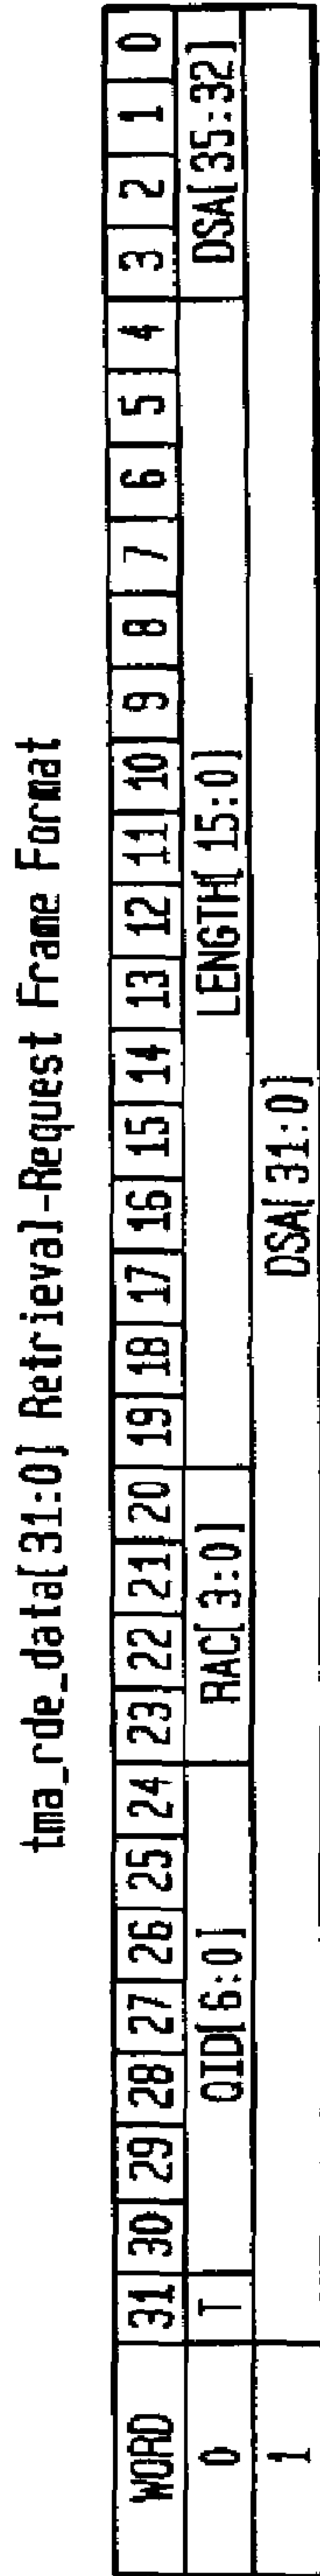 tma_rde_data[31:0] Retrieval-Request Frame Format
WORD 31 30 29 28 27 26 25 24 23 22 21 20 19 18 17 16 15 14 13 12 11 10 9 8 7 6 5 4 3 2 1 0
0 T QID[6:0] RAC[3:0] LENGTH[15:0] DSA[35:32]
1 DSA[31:0]